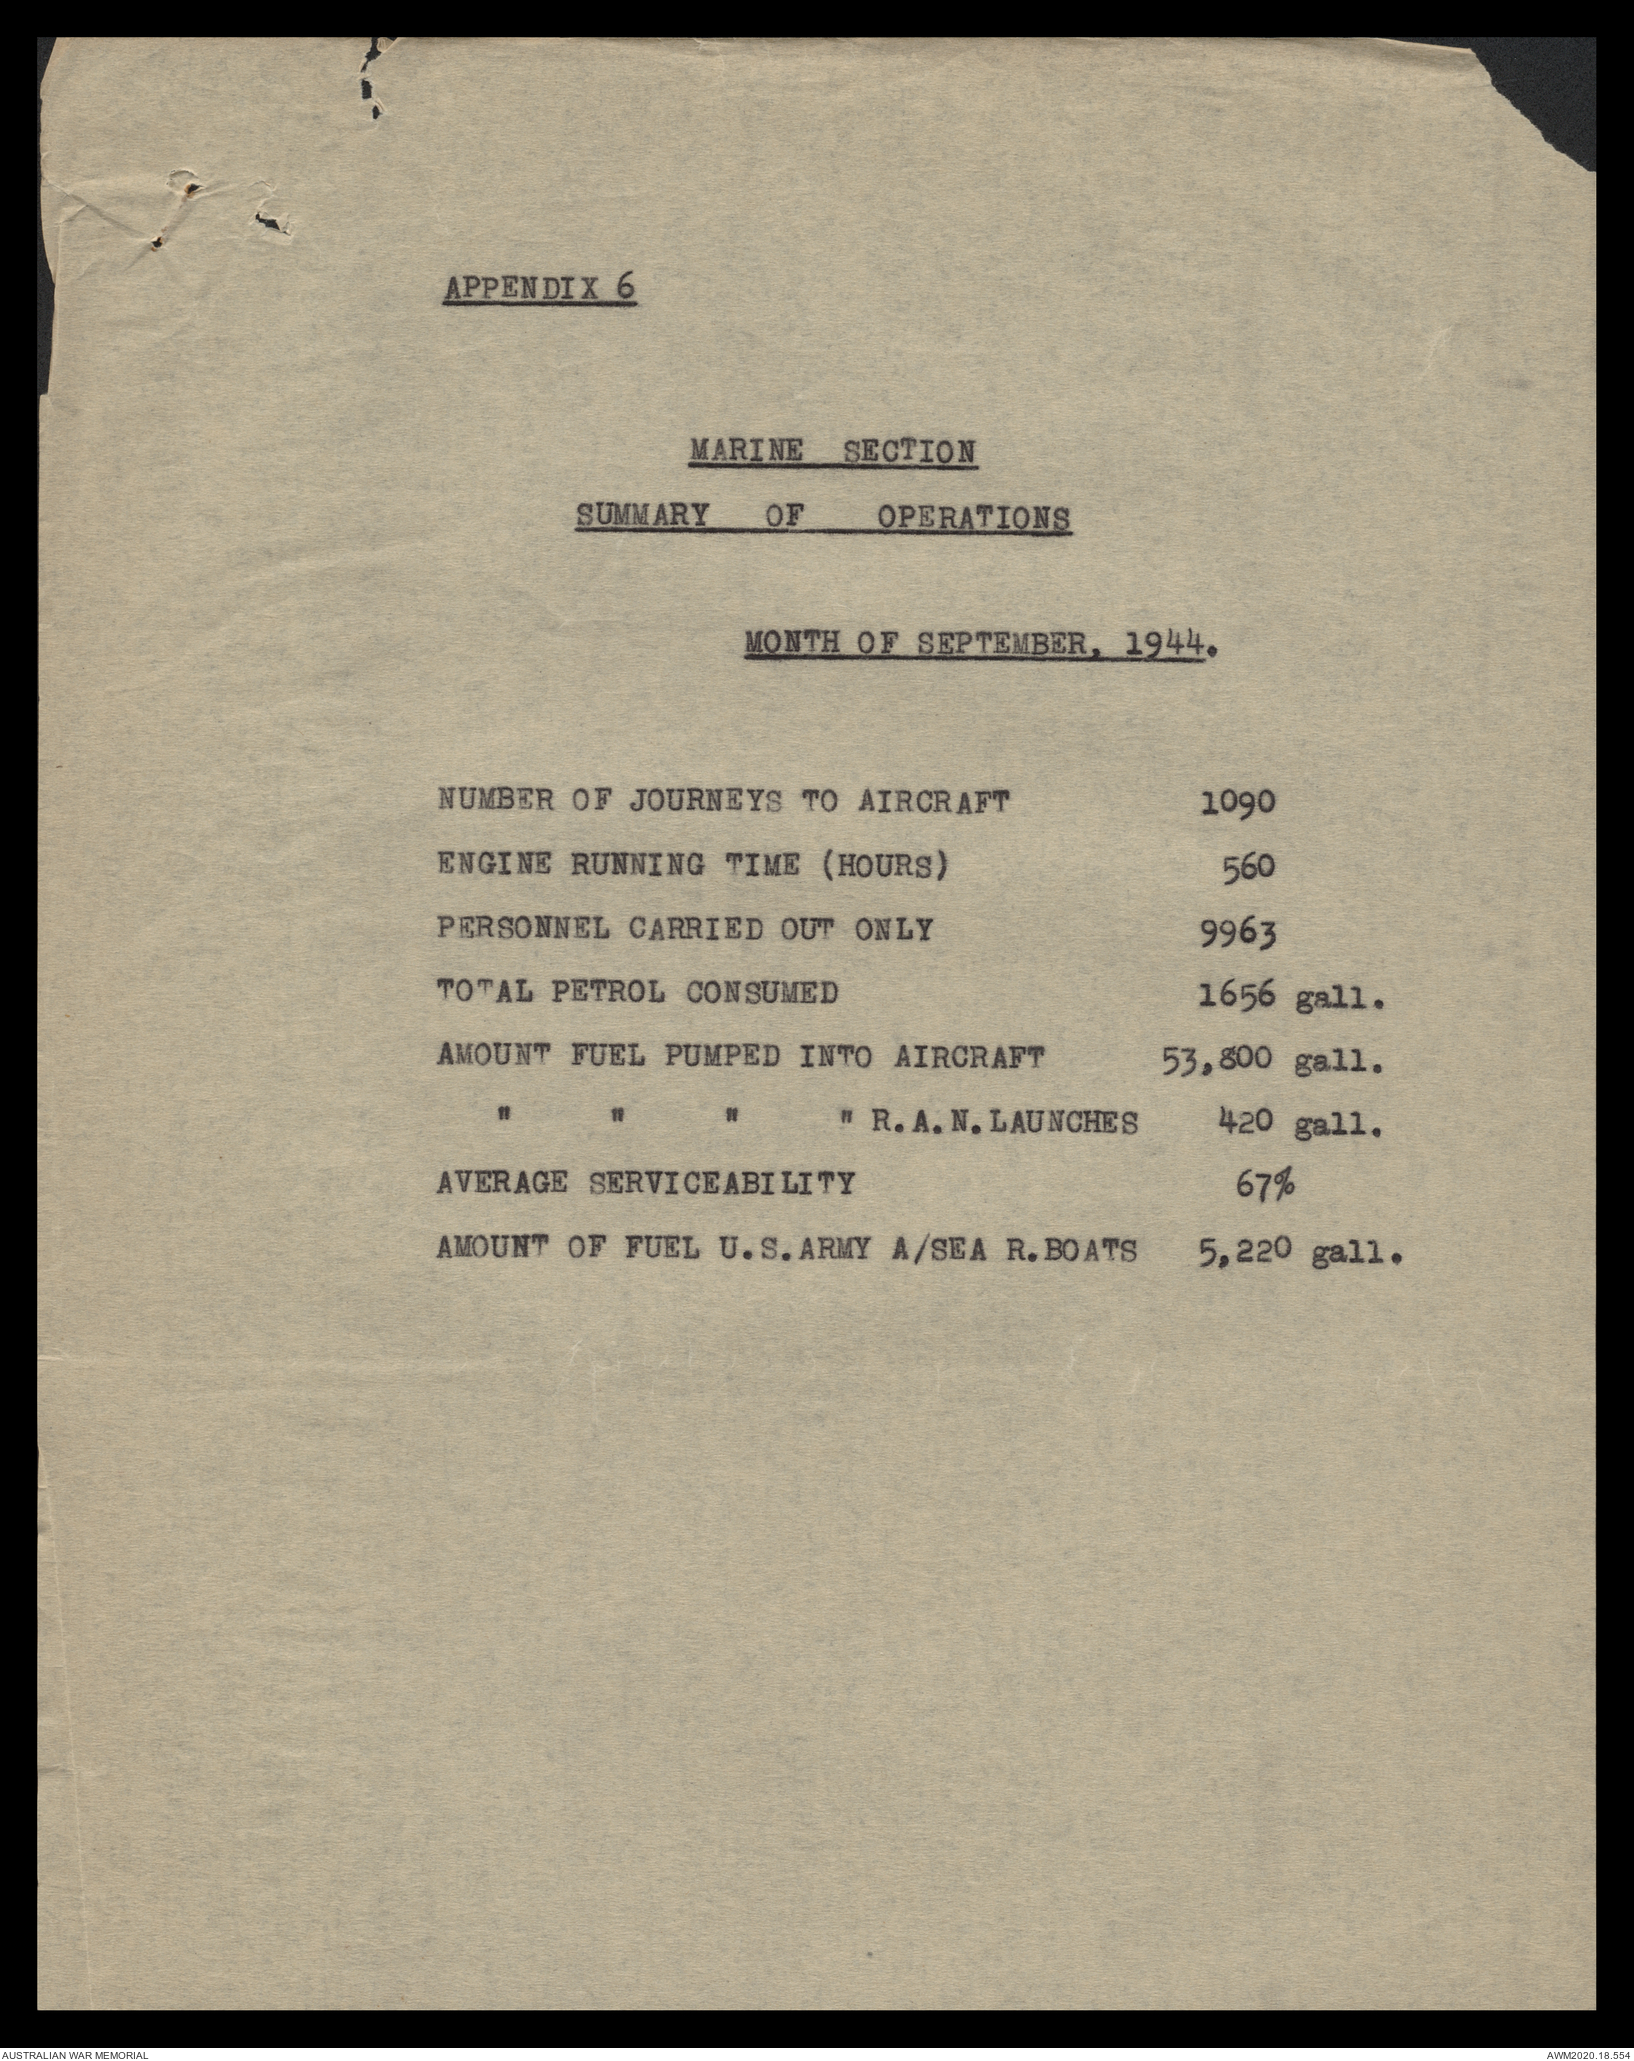 APPENDIX 6
MARINE SECTION
SUMMARY OF OPERATIONS
MONTH OF SEPTEMBER, 1944.
NUMBER OF JOURNEYS TO AIRCRAFT 1090
ENGINE RUNNING TIME (HOURS) 560
PERSONNEL CARRIED OUT ONLY 9963
TOTAL PETROL CONSUMED 1656 gall.
AMOUNT FUEL PUMPED INTO AIRCRAFT 53,800 gall.
" " " " R.A.N.LAUNCHES 420 gall.
AVERAGE SERVICEABILITY 67%
AMOUNT OF FUEL U.S.ARMY A/SEA R.BOATS 5,220 gall.
AUSTRALIAN WAR MEMORIAL AWM2020.18.554